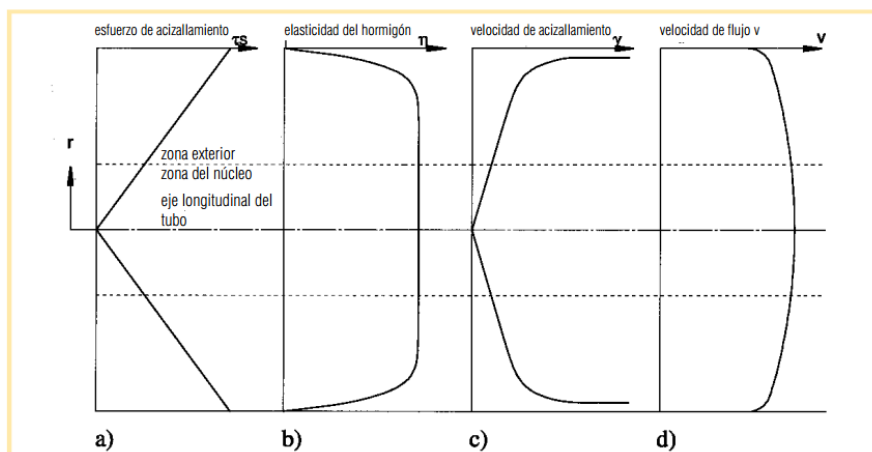 esfuerzo de acizallamiento
τs
elasticidad del hormigón
η
velocidad de acizallamiento
γ
velocidad de flujo v
v
r
zona exterior
zona del núcleo
eje longitudinal del
tubo
a)
b)
c)
d)